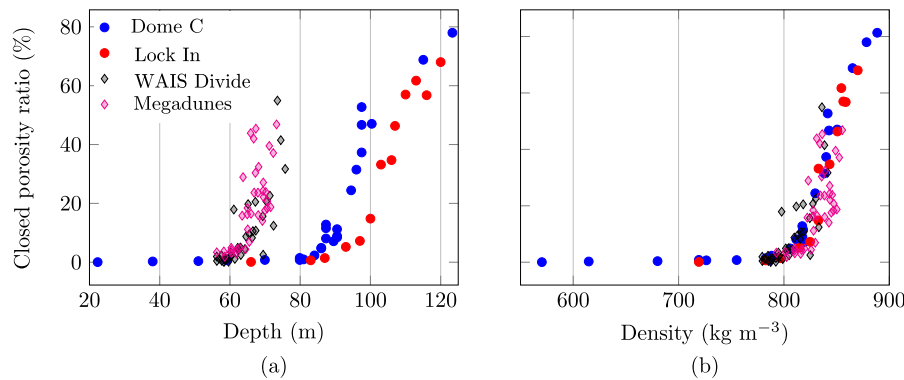 80
60
40
20
0
Closed porosity ratio (%)
Dome C
Lock In
WAIS Divide
Megadunes
20 40 60 80 100 120
Depth (m)
(a)
600 700 800 900
Density (kg m⁻³)
(b)